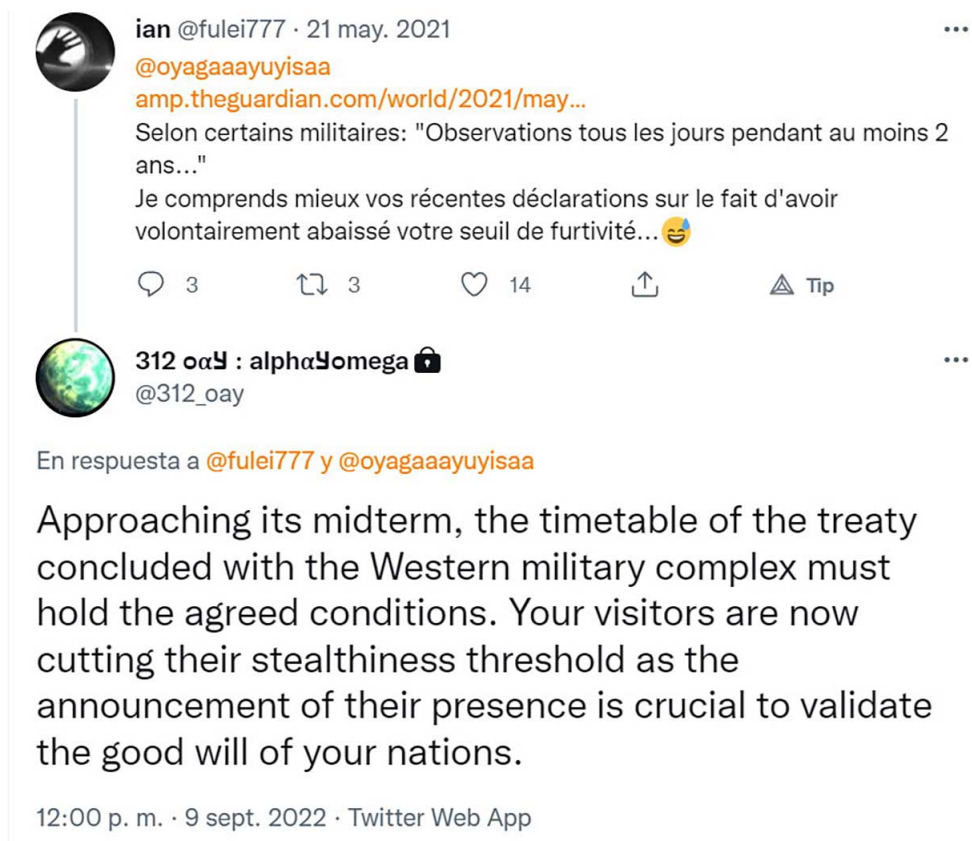 ian @fulei777 · 21 may. 2021
@oyagaaayuyisaa
amp.theguardian.com/world/2021/may...
Selon certains militaires: "Observations tous les jours pendant au moins 2
ans..."
Je comprends mieux vos récentes déclarations sur le fait d'avoir
volontairement abaissé votre seuil de furtivité...😅
3 3 14 Tip
312 oαꓬ : alphαꓬomega
@312_oay
En respuesta a @fulei777 y @oyagaaayuyisaa
Approaching its midterm, the timetable of the treaty
concluded with the Western military complex must
hold the agreed conditions. Your visitors are now
cutting their stealthiness threshold as the
announcement of their presence is crucial to validate
the good will of your nations.
12:00 p. m. · 9 sept. 2022 · Twitter Web App